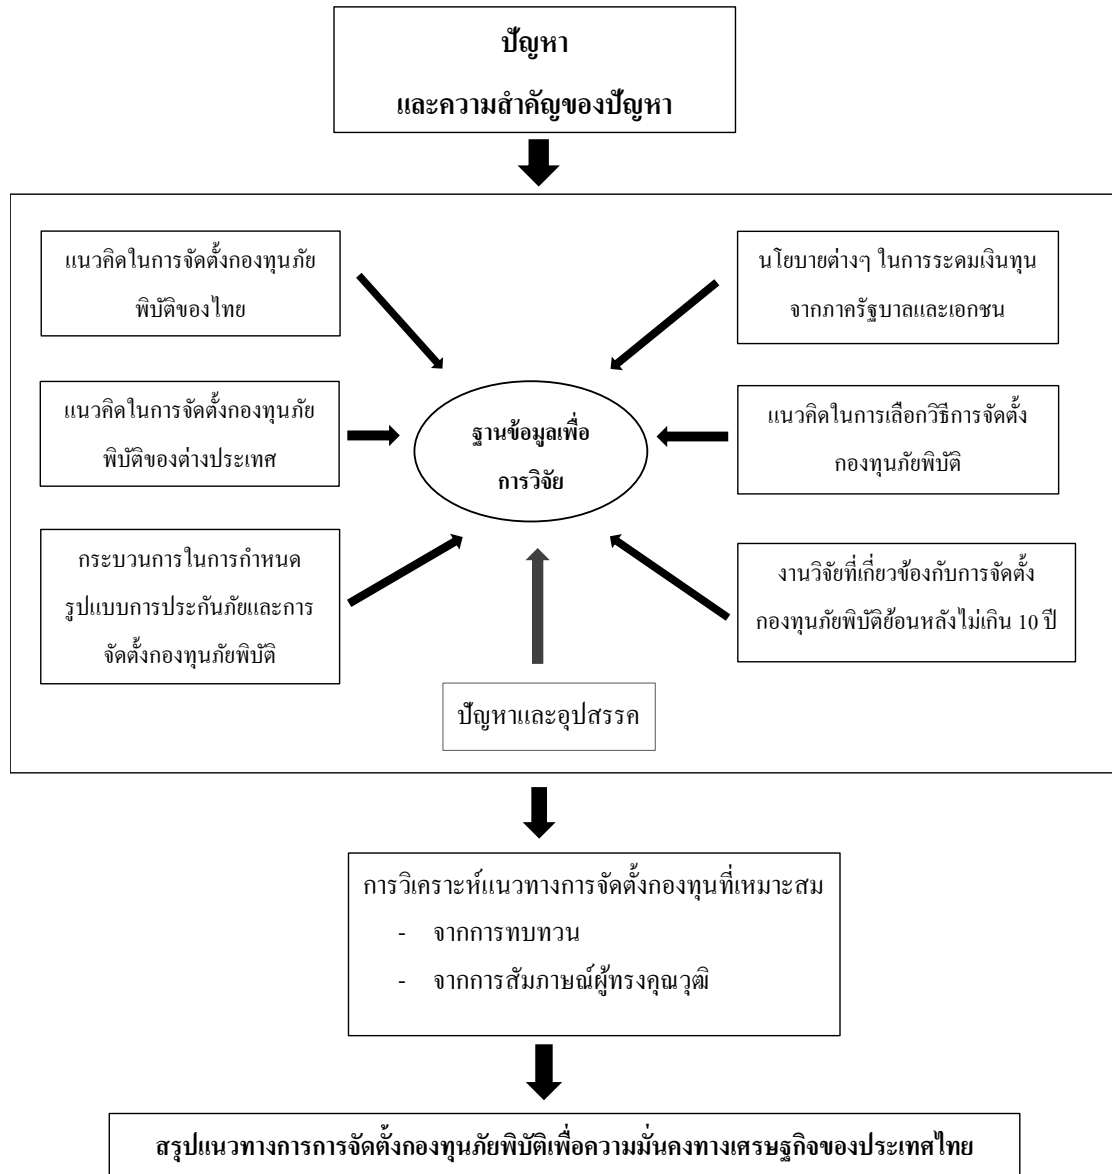 ปัญหา
และความสำคัญของปัญหา
แนวคิดในการจัดตั้งกองทุนภัย
พิบัติของไทย
นโยบายต่างๆ ในการระดมเงินทุน
จากภาครัฐบาลและเอกชน
แนวคิดในการจัดตั้งกองทุนภัย
พิบัติของต่างประเทศ
ฐานข้อมูลเพื่อ
การวิจัย
แนวคิดในการเลือกวิธีการจัดตั้ง
กองทุนภัยพิบัติ
กระบวนการในการกำหนด
รูปแบบการประกันภัยและการ
จัดตั้งกองทุนภัยพิบัติ
งานวิจัยที่เกี่ยวข้องกับการจัดตั้ง
กองทุนภัยพิบัติย้อนหลังไม่เกิน 10 ปี
ปัญหาและอุปสรรค
การวิเคราะห์แนวทางการจัดตั้งกองทุนที่เหมาะสม
- จากการทบทวน
- จากการสัมภาษณ์ผู้ทรงคุณวุฒิ
สรุปแนวทางการการจัดตั้งกองทุนภัยพิบัติเพื่อความมั่นคงทางเศรษฐกิจของประเทศไทย